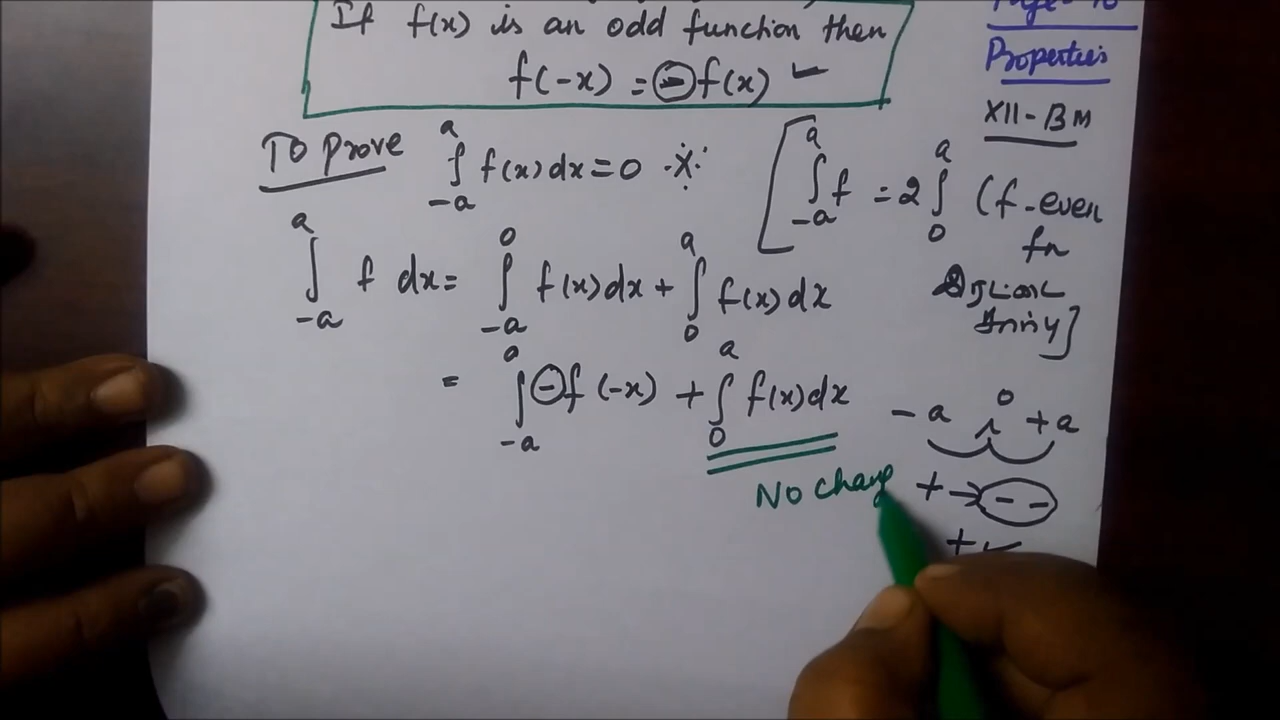 If f(x) is an odd function then
f(-x) = -f(x) ✓
Properties
XII-BM
To prove ∫_{-a}^{a} f(x) dx = 0
[ ∫_{-a}^{a} f = 2 ∫_{0}^{a} (f-even
fn
∫_{-a}^{a} f dx = ∫_{-a}^{0} f(x) dx + ∫_{0}^{a} f(x) dx
= ∫_{-a}^{0} -f(-x) + ∫_{0}^{a} f(x) dx
No chang
-a 0 +a
+ → - -
+ ✓